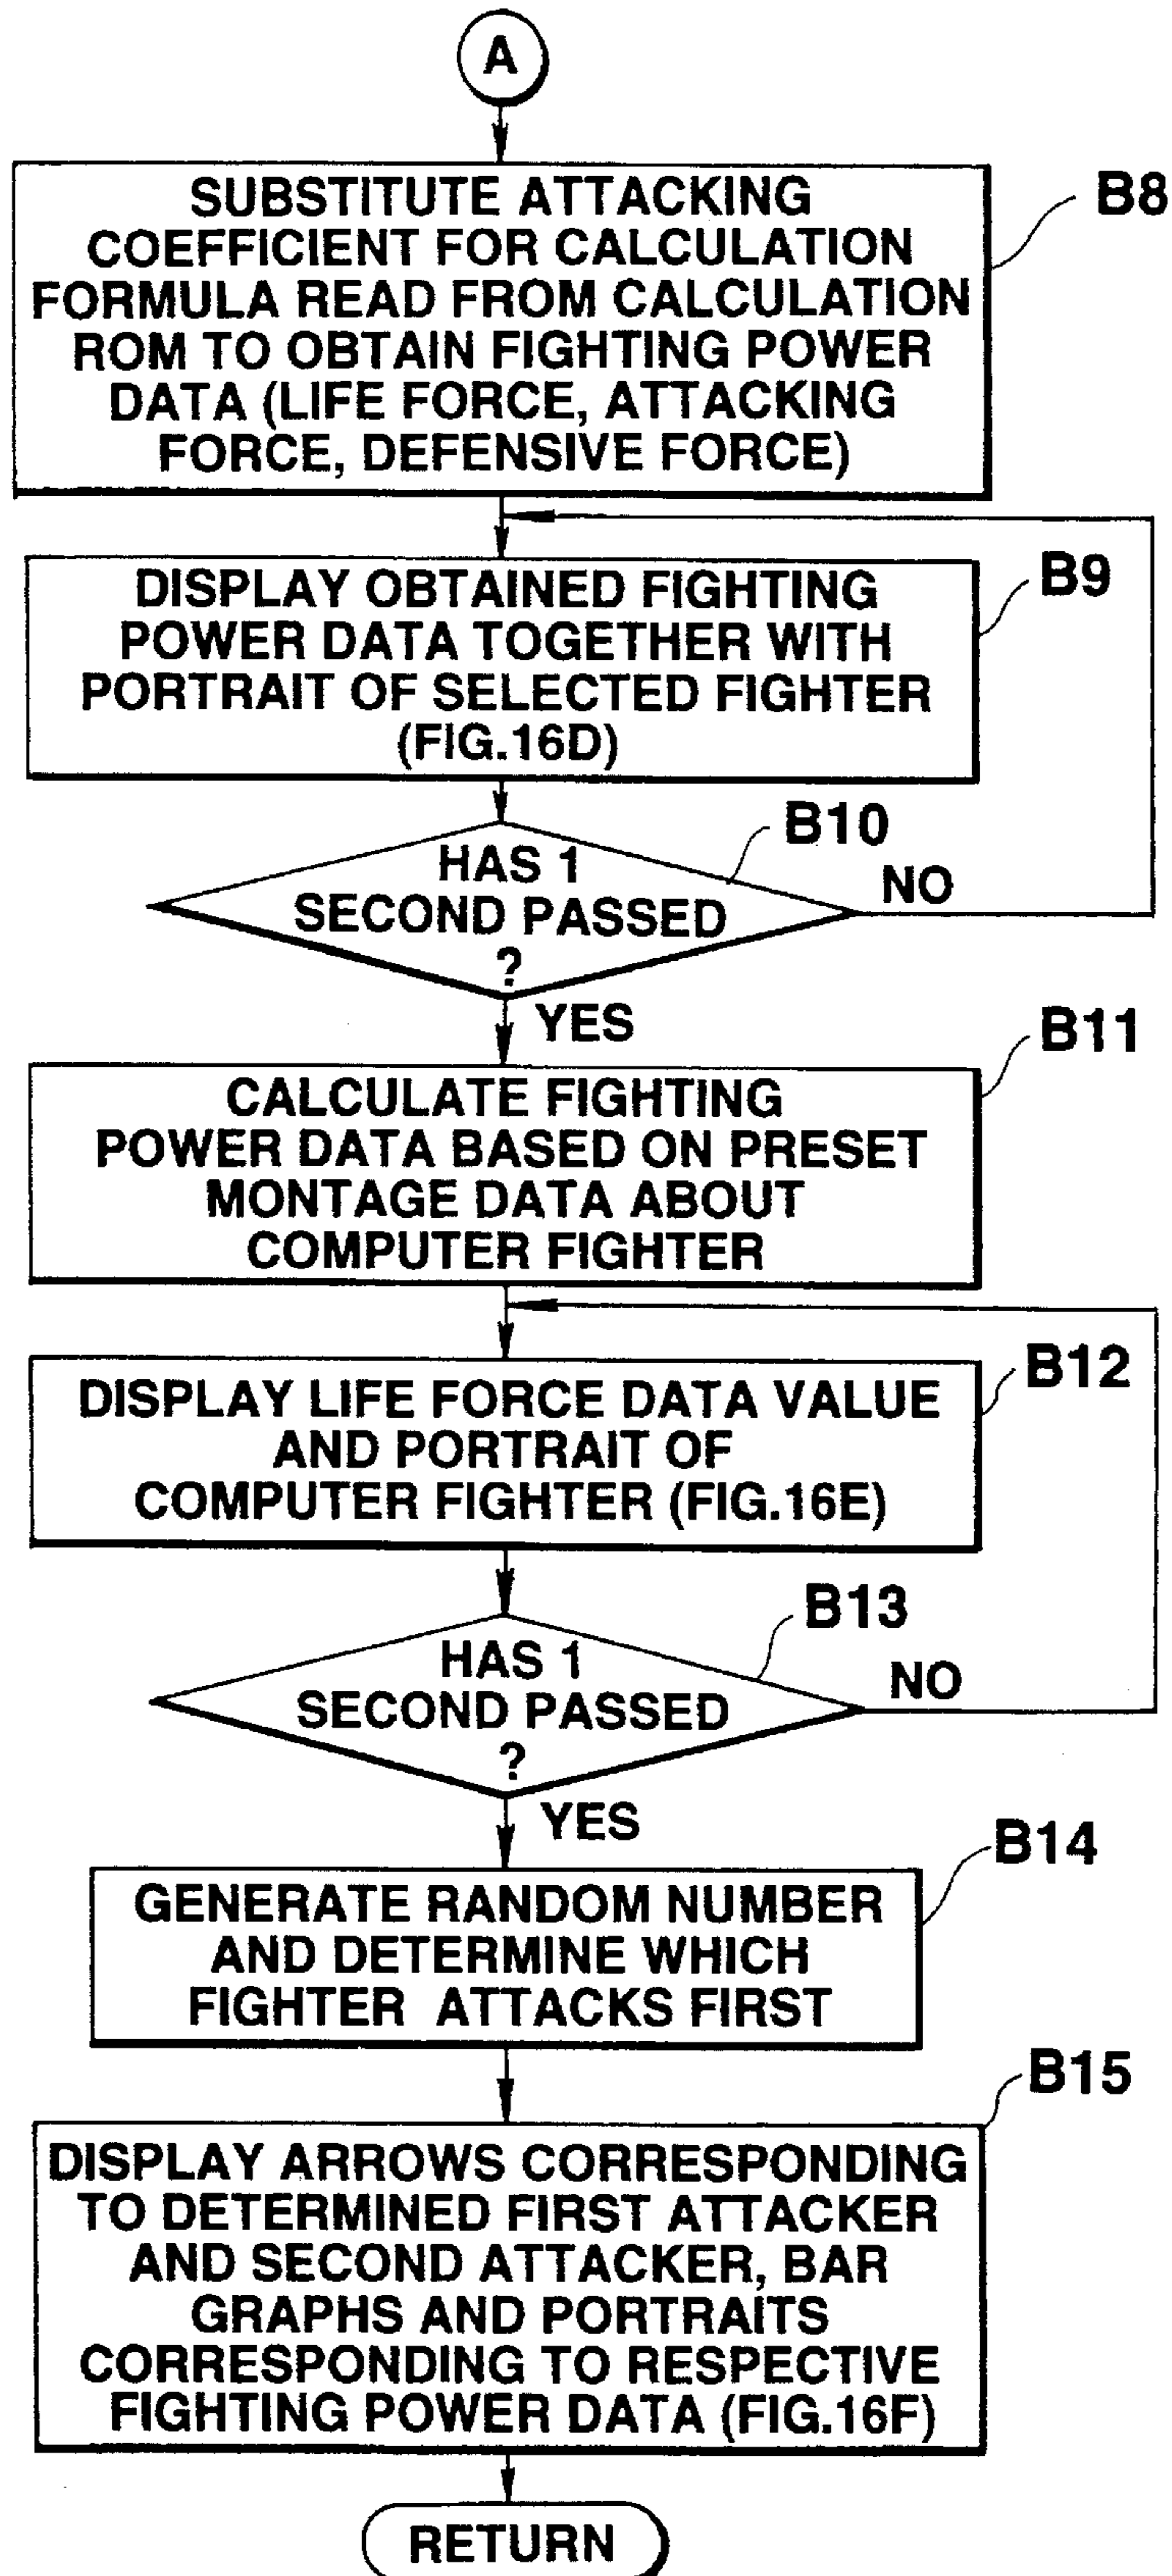 A
SUBSTITUTE ATTACKING
COEFFICIENT FOR CALCULATION
FORMULA READ FROM CALCULATION
ROM TO OBTAIN FIGHTING POWER
DATA (LIFE FORCE, ATTACKING
FORCE, DEFENSIVE FORCE)
B8
DISPLAY OBTAINED FIGHTING
POWER DATA TOGETHER WITH
PORTRAIT OF SELECTED FIGHTER
(FIG.16D)
B9
HAS 1
SECOND PASSED
?
B10
NO
YES
CALCULATE FIGHTING
POWER DATA BASED ON PRESET
MONTAGE DATA ABOUT
COMPUTER FIGHTER
B11
DISPLAY LIFE FORCE DATA VALUE
AND PORTRAIT OF
COMPUTER FIGHTER (FIG.16E)
B12
HAS 1
SECOND PASSED
?
B13
NO
YES
GENERATE RANDOM NUMBER
AND DETERMINE WHICH
FIGHTER ATTACKS FIRST
B14
DISPLAY ARROWS CORRESPONDING
TO DETERMINED FIRST ATTACKER
AND SECOND ATTACKER, BAR
GRAPHS AND PORTRAITS
CORRESPONDING TO RESPECTIVE
FIGHTING POWER DATA (FIG.16F)
B15
RETURN